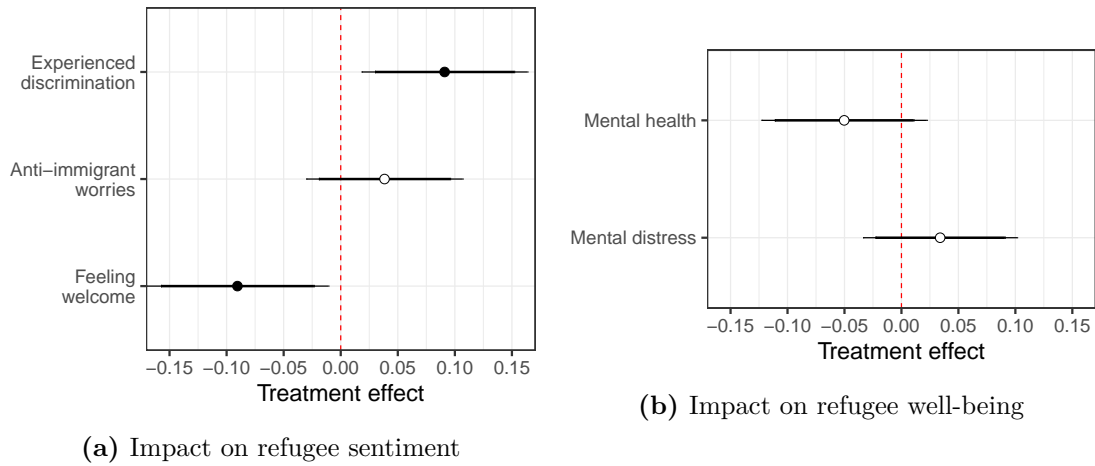 Experienced
discrimination
Anti−immigrant
worries
Feeling
welcome
−0.15 −0.10 −0.05 0.00 0.05 0.10 0.15
Treatment effect
(a) Impact on refugee sentiment
Mental health
Mental distress
−0.15 −0.10 −0.05 0.00 0.05 0.10 0.15
Treatment effect
(b) Impact on refugee well-being